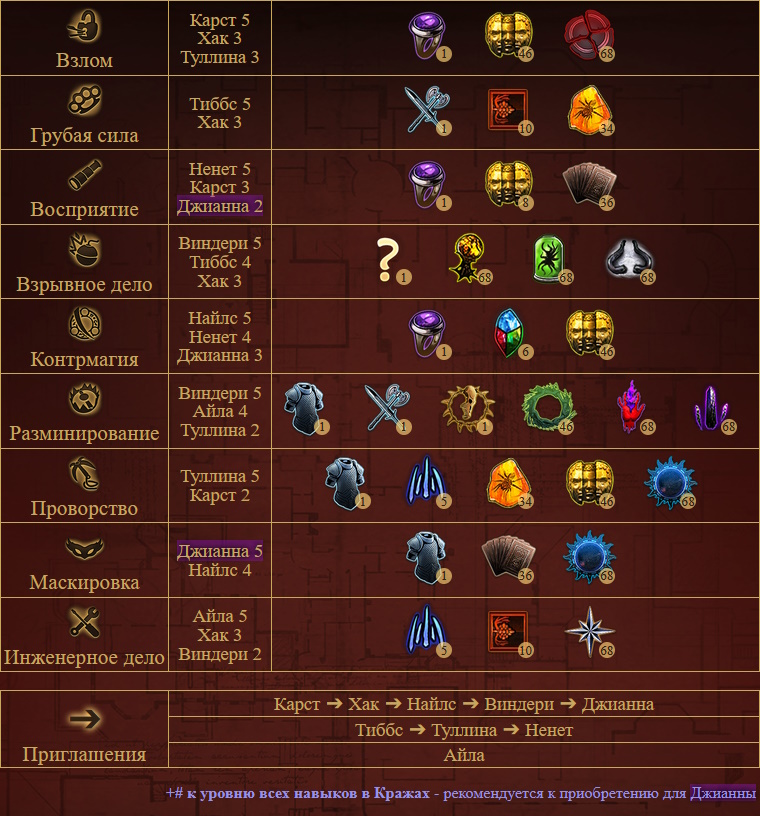 Взлом
Карст 5
Хак 3
Туллина 3
1 46 68
Грубая сила
Тиббс 5
Хак 3
1 10 34
Восприятие
Ненет 5
Карст 3
Джианна 2
1 8 36
Взрывное дело
Виндери 5
Тиббс 4
Хак 3
? 1 68 68 68
Контрмагия
Найлс 5
Ненет 4
Джианна 3
1 6 46
Разминирование
Виндери 5
Айла 4
Туллина 2
1 1 1 46 68 68
Проворство
Туллина 5
Карст 2
1 5 34 46 68
Маскировка
Джианна 5
Найлс 4
1 36 68
Инженерное дело
Айла 5
Хак 3
Виндери 2
5 10 68
Приглашения
Карст ➔ Хак ➔ Найлс ➔ Виндери ➔ Джианна
Тиббс ➔ Туллина ➔ Ненет
Айла
+# к уровню всех навыков в Кражах - рекомендуется к приобретению для Джианны